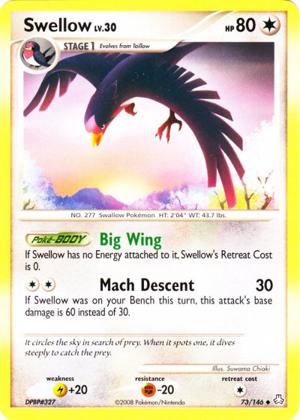 Swellow LV.30
HP 80
STAGE 1 Evolves from Taillow
NO. 277 Swallow Pokémon HT: 2'04" WT: 43.7 lbs.
Poké-BODY Big Wing
If Swellow has no Energy attached to it, Swellow's Retreat Cost
is 0.
Mach Descent 30
If Swellow was on your Bench this turn, this attack's base
damage is 60 instead of 30.
It circles the sky in search of prey. When it spots one, it dives
steeply to catch the prey.
Illus. Suwama Chiaki
weakness resistance retreat cost
+20 -20
DPBP#327 ©2008 Pokémon/Nintendo 73/146